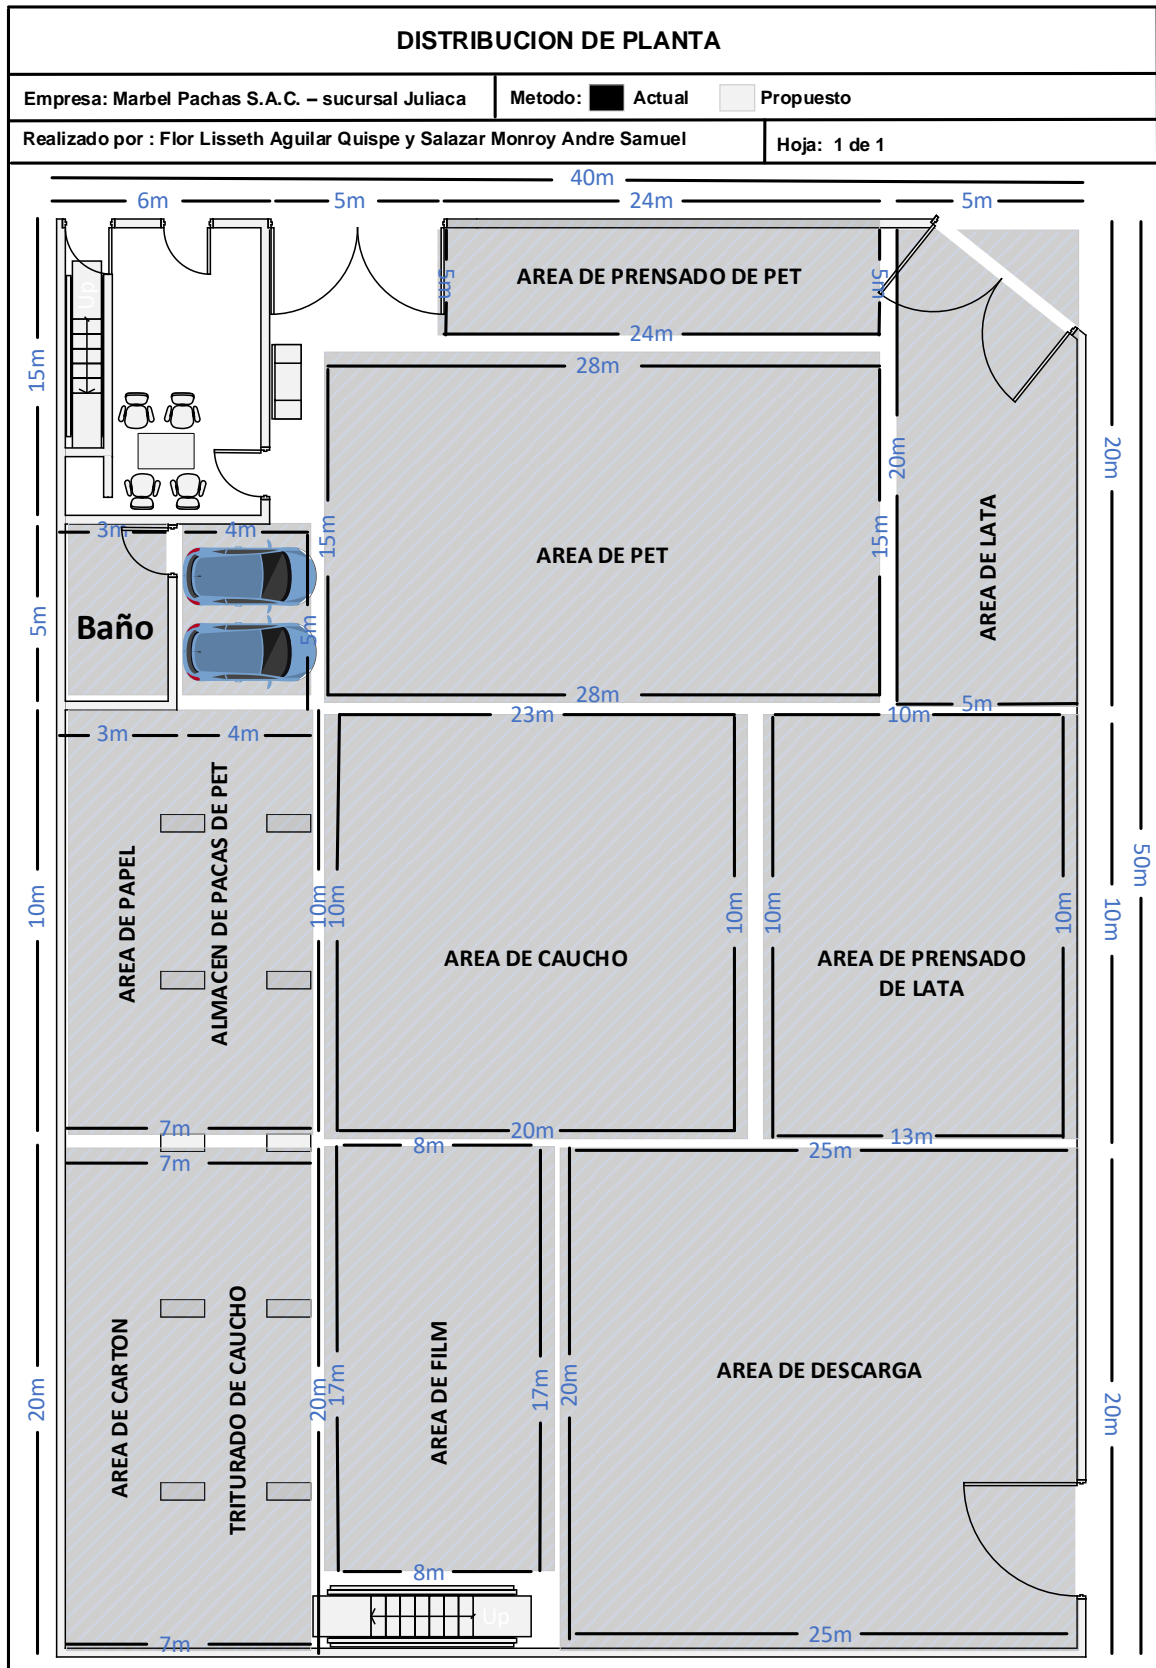 DISTRIBUCION DE PLANTA
Empresa: Marbel Pachas S.A.C. – sucursal Juliaca
Metodo: Actual Propuesto
Realizado por : Flor Lisseth Aguilar Quispe y Salazar Monroy Andre Samuel
Hoja: 1 de 1
40m
6m
5m
24m
5m
15m
Up
AREA DE PRENSADO DE PET
5m
5m
24m
28m
20m
20m
AREA DE LATA
15m
15m
AREA DE PET
3m
4m
5m
5m
Baño
28m
5m
3m
4m
23m
10m
50m
10m
AREA DE PAPEL
ALMACEN DE PACAS DE PET
10m
10m
AREA DE CAUCHO
10m
10m
AREA DE PRENSADO
DE LATA
10m
10m
7m
20m
13m
7m
8m
25m
20m
AREA DE CARTON
TRITURADO DE CAUCHO
20m
17m
AREA DE FILM
17m
20m
AREA DE DESCARGA
20m
8m
Up
7m
25m